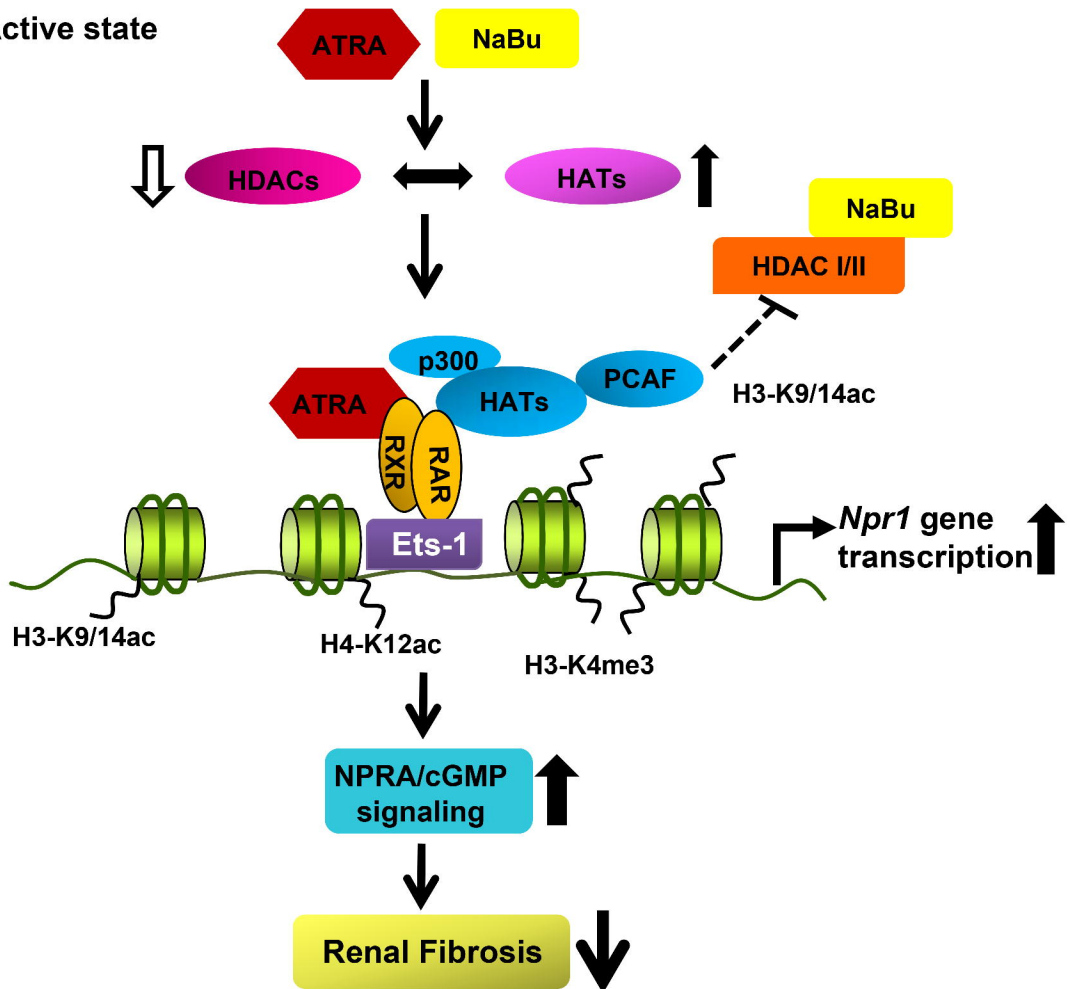 ctive state
ATRA
NaBu
HDACs
HATs
NaBu
HDAC I/II
p300
PCAF
HATs
ATRA
H3-K9/14ac
RXR
RAR
Ets-1
Npr1 gene
transcription
H3-K9/14ac
H4-K12ac
H3-K4me3
NPRA/cGMP
signaling
Renal Fibrosis